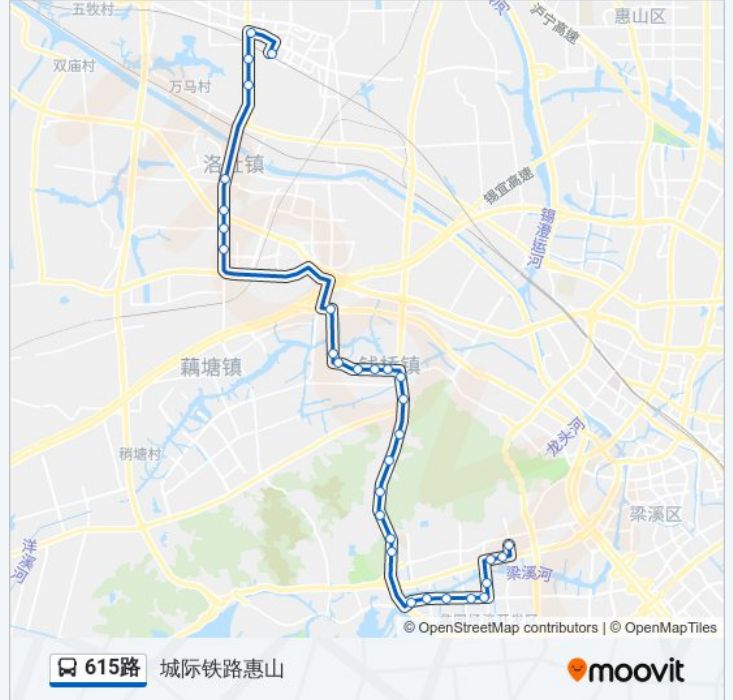 五牧村
沪宁高速
惠山区
双庙村
万马村
洛社镇
锡宜高速
锡澄运河
藕塘镇
钱桥镇
龙头河
稍塘村
梁溪区
洋溪河
梁溪河
© OpenStreetMap contributors | © OpenMapTiles
615路 城际铁路惠山
moovit